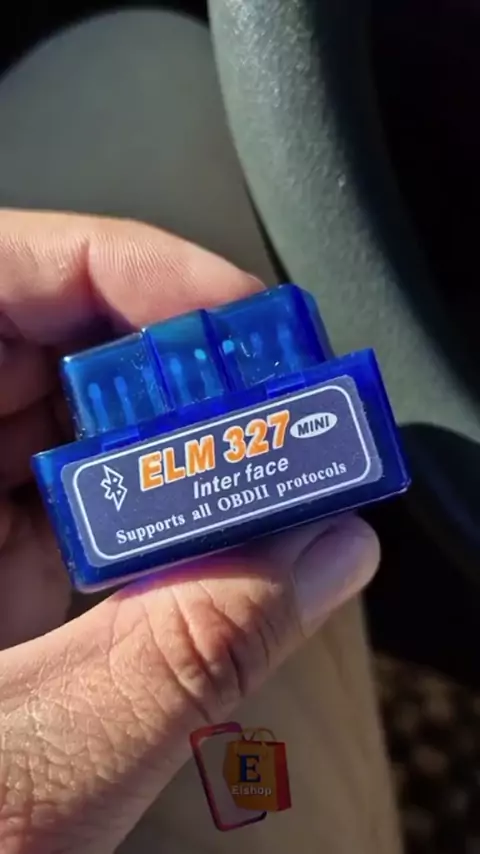 ELM 327 MINI
Inter face
Supports all OBDII protocols
E
Elshop